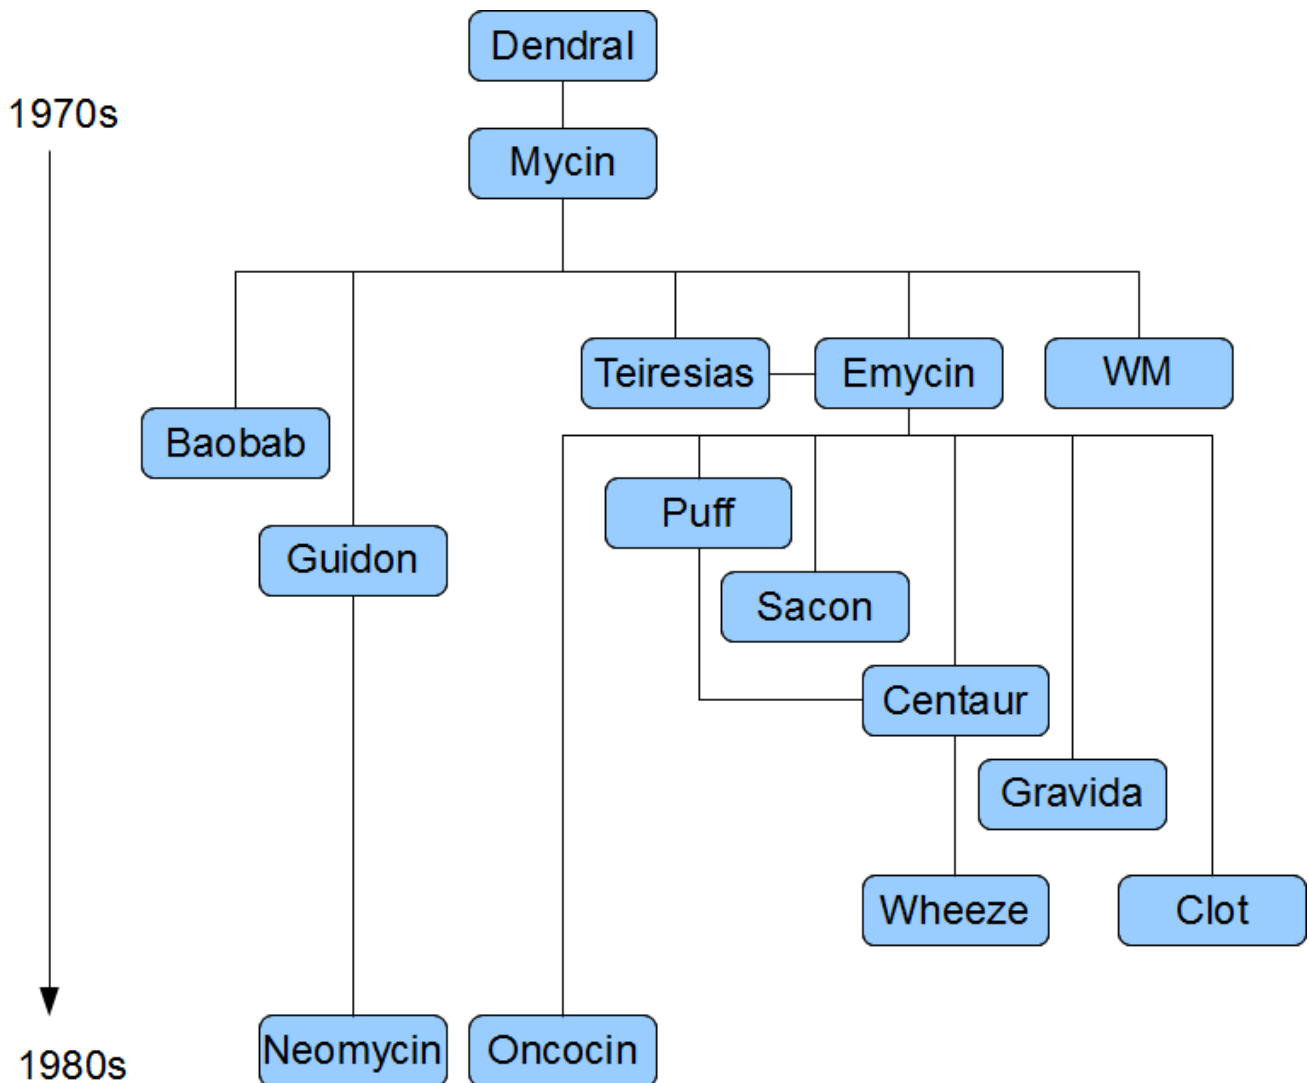 Dendral
1970s
Mycin
Teiresias
Emycin
WM
Baobab
Puff
Guidon
Sacon
Centaur
Gravida
Wheeze
Clot
Neomycin
Oncocin
1980s